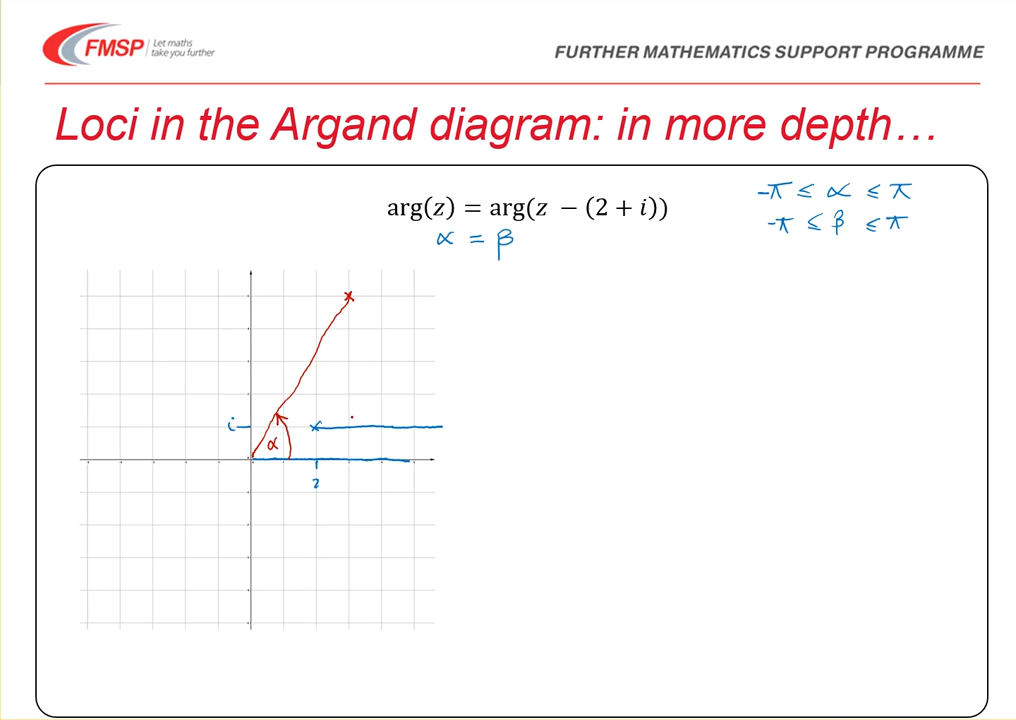 FMSP Let maths
take you further
FURTHER MATHEMATICS SUPPORT PROGRAMME
Loci in the Argand diagram: in more depth…
arg(z) = arg(z − (2 + i))
α = β
-π ≤ α ≤ π
-π ≤ β ≤ π
i
α
2